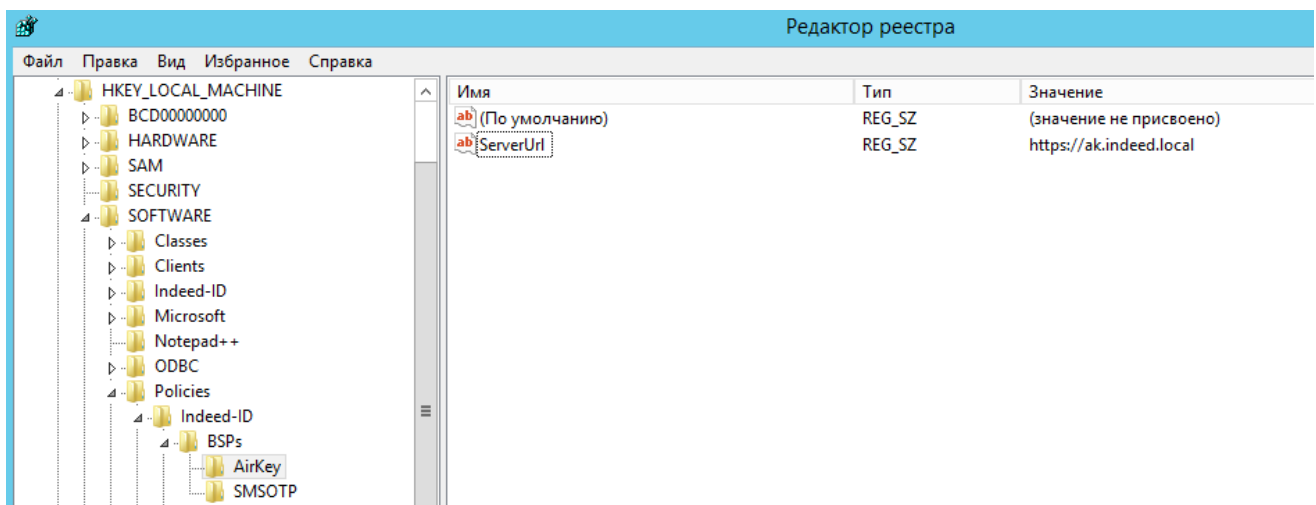 Редактор реестра
Файл Правка Вид Избранное Справка
HKEY_LOCAL_MACHINE
BCD00000000
HARDWARE
SAM
SECURITY
SOFTWARE
Classes
Clients
Indeed-ID
Microsoft
Notepad++
ODBC
Policies
Indeed-ID
BSPs
AirKey
SMSOTP
Имя Тип Значение
ab (По умолчанию) REG_SZ (значение не присвоено)
ab ServerUrl REG_SZ https://ak.indeed.local